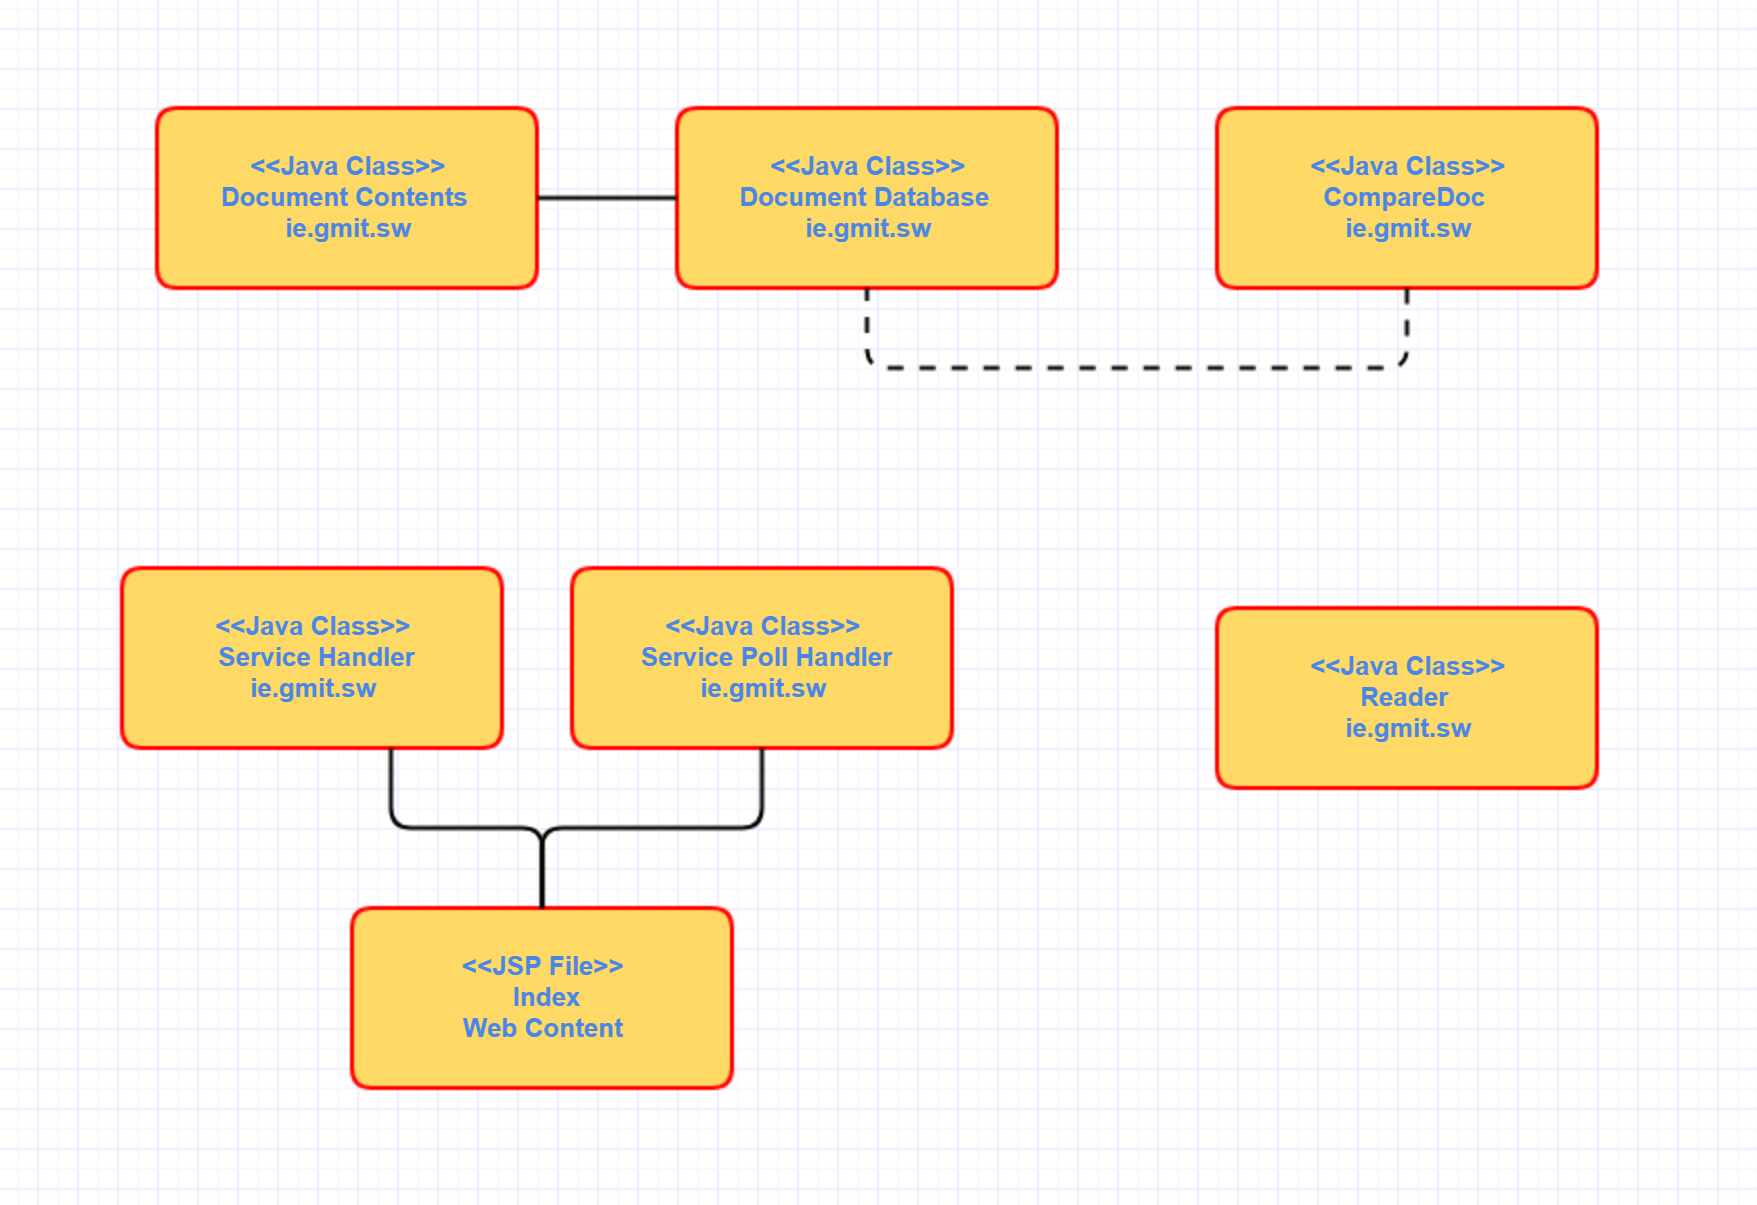 <<Java Class>>
Document Contents
ie.gmit.sw
<<Java Class>>
Document Database
ie.gmit.sw
<<Java Class>>
CompareDoc
ie.gmit.sw
<<Java Class>>
Service Handler
ie.gmit.sw
<<Java Class>>
Service Poll Handler
ie.gmit.sw
<<Java Class>>
Reader
ie.gmit.sw
<<JSP File>>
Index
Web Content